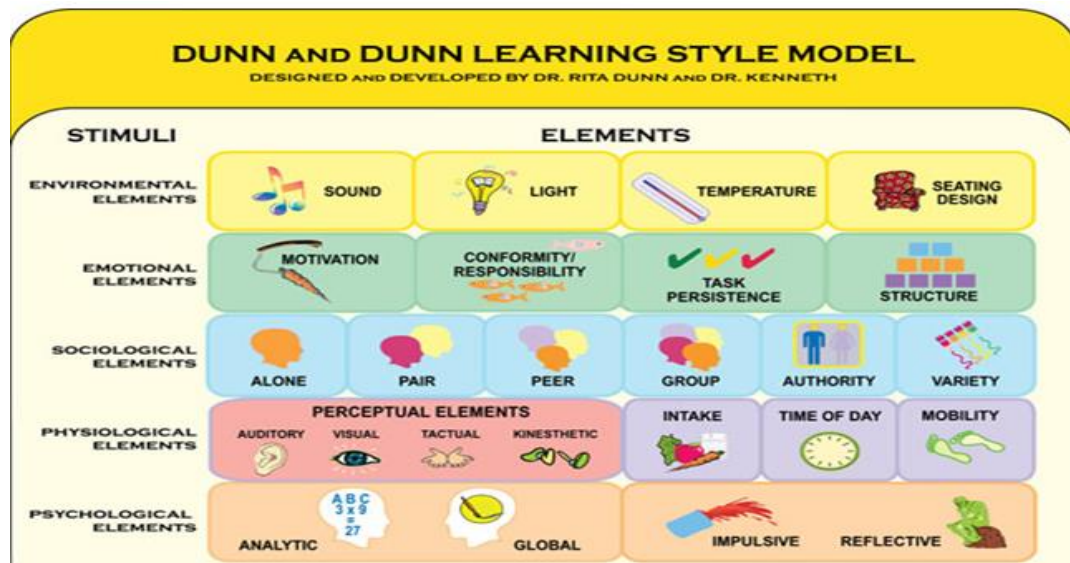 DUNN AND DUNN LEARNING STYLE MODEL
DESIGNED AND DEVELOPED BY DR. RITA DUNN AND DR. KENNETH
STIMULI
ELEMENTS
ENVIRONMENTAL
ELEMENTS
SOUND
LIGHT
TEMPERATURE
SEATING
DESIGN
EMOTIONAL
ELEMENTS
MOTIVATION
CONFORMITY/
RESPONSIBILITY
TASK
PERSISTENCE
STRUCTURE
SOCIOLOGICAL
ELEMENTS
ALONE
PAIR
PEER
GROUP
AUTHORITY
VARIETY
PHYSIOLOGICAL
ELEMENTS
PERCEPTUAL ELEMENTS
AUDITORY
VISUAL
TACTUAL
KINESTHETIC
INTAKE
TIME OF DAY
MOBILITY
PSYCHOLOGICAL
ELEMENTS
ANALYTIC
A B C
3 x 9
=
27
GLOBAL
IMPULSIVE
REFLECTIVE